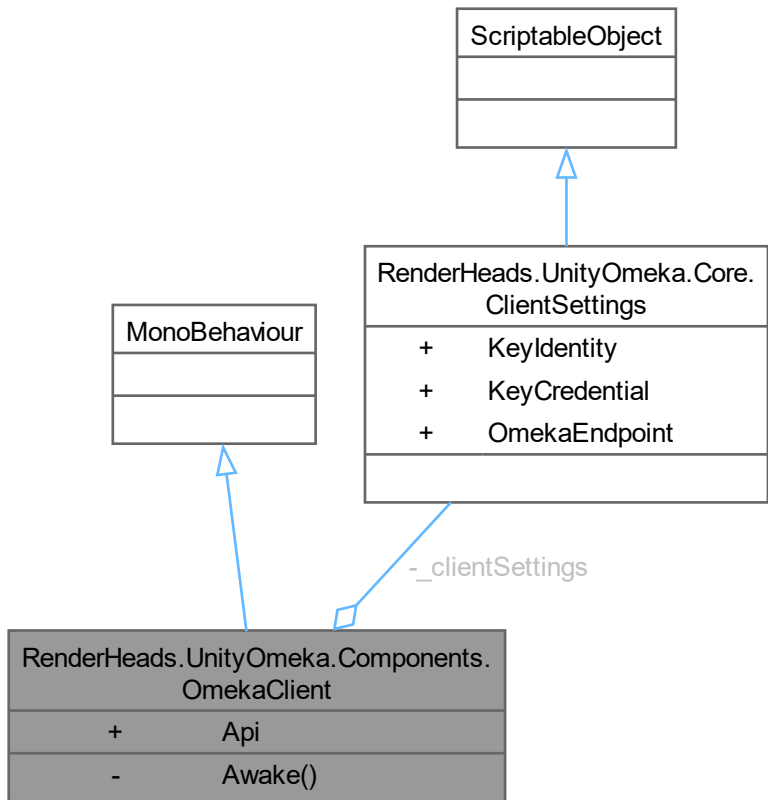 ScriptableObject
RenderHeads.UnityOmeka.Core.
ClientSettings
+ KeyIdentity
+ KeyCredential
+ OmekaEndpoint
MonoBehaviour
-_clientSettings
RenderHeads.UnityOmeka.Components.
OmekaClient
+ Api
- Awake()